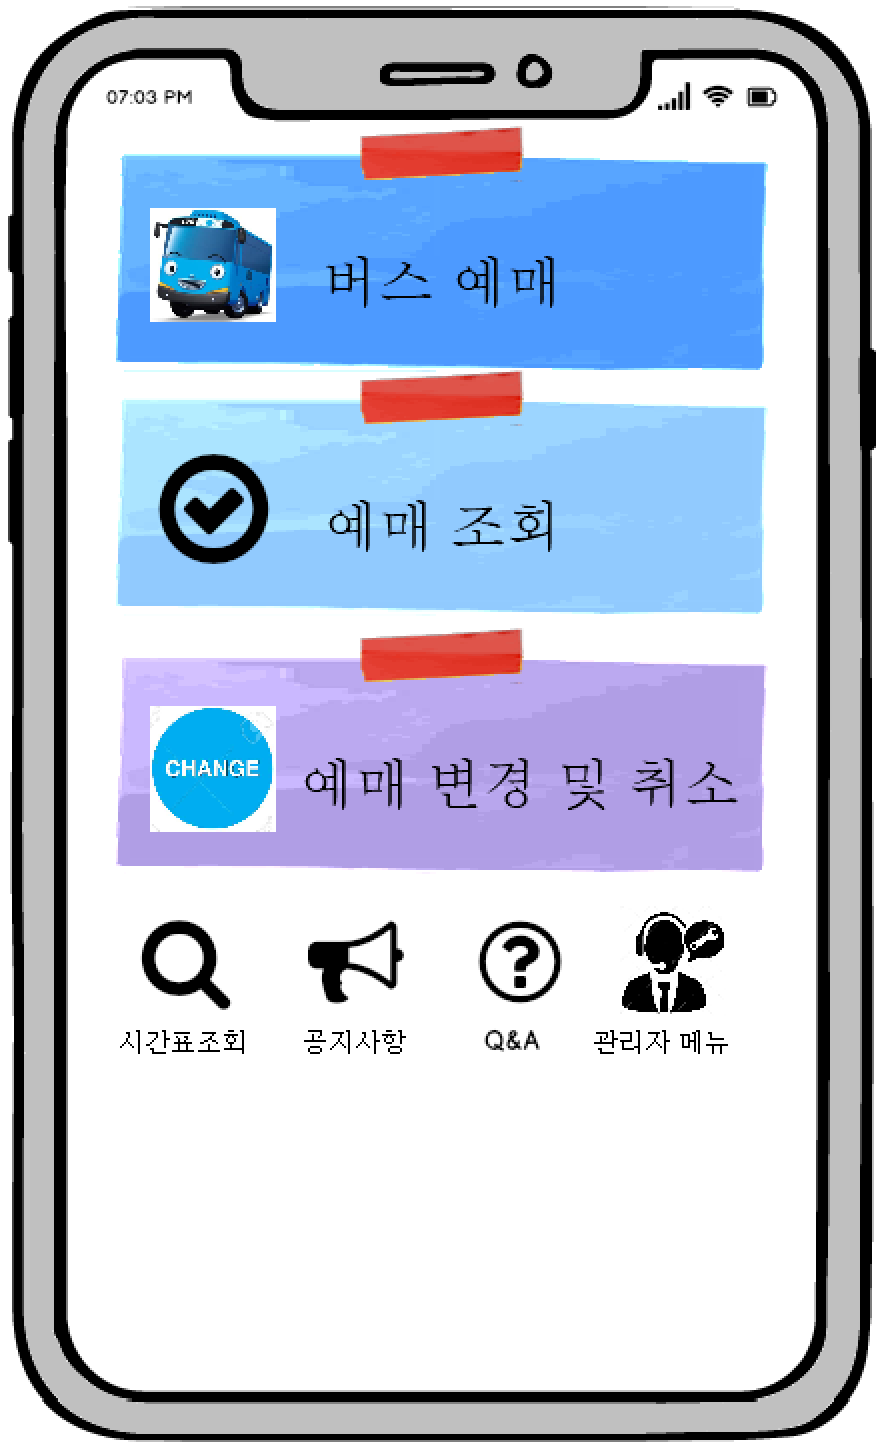 07:03 PM
버스 예매
예매 조회
CHANGE
예매 변경 및 취소
시간표조회
공지사항
Q&A
관리자 메뉴